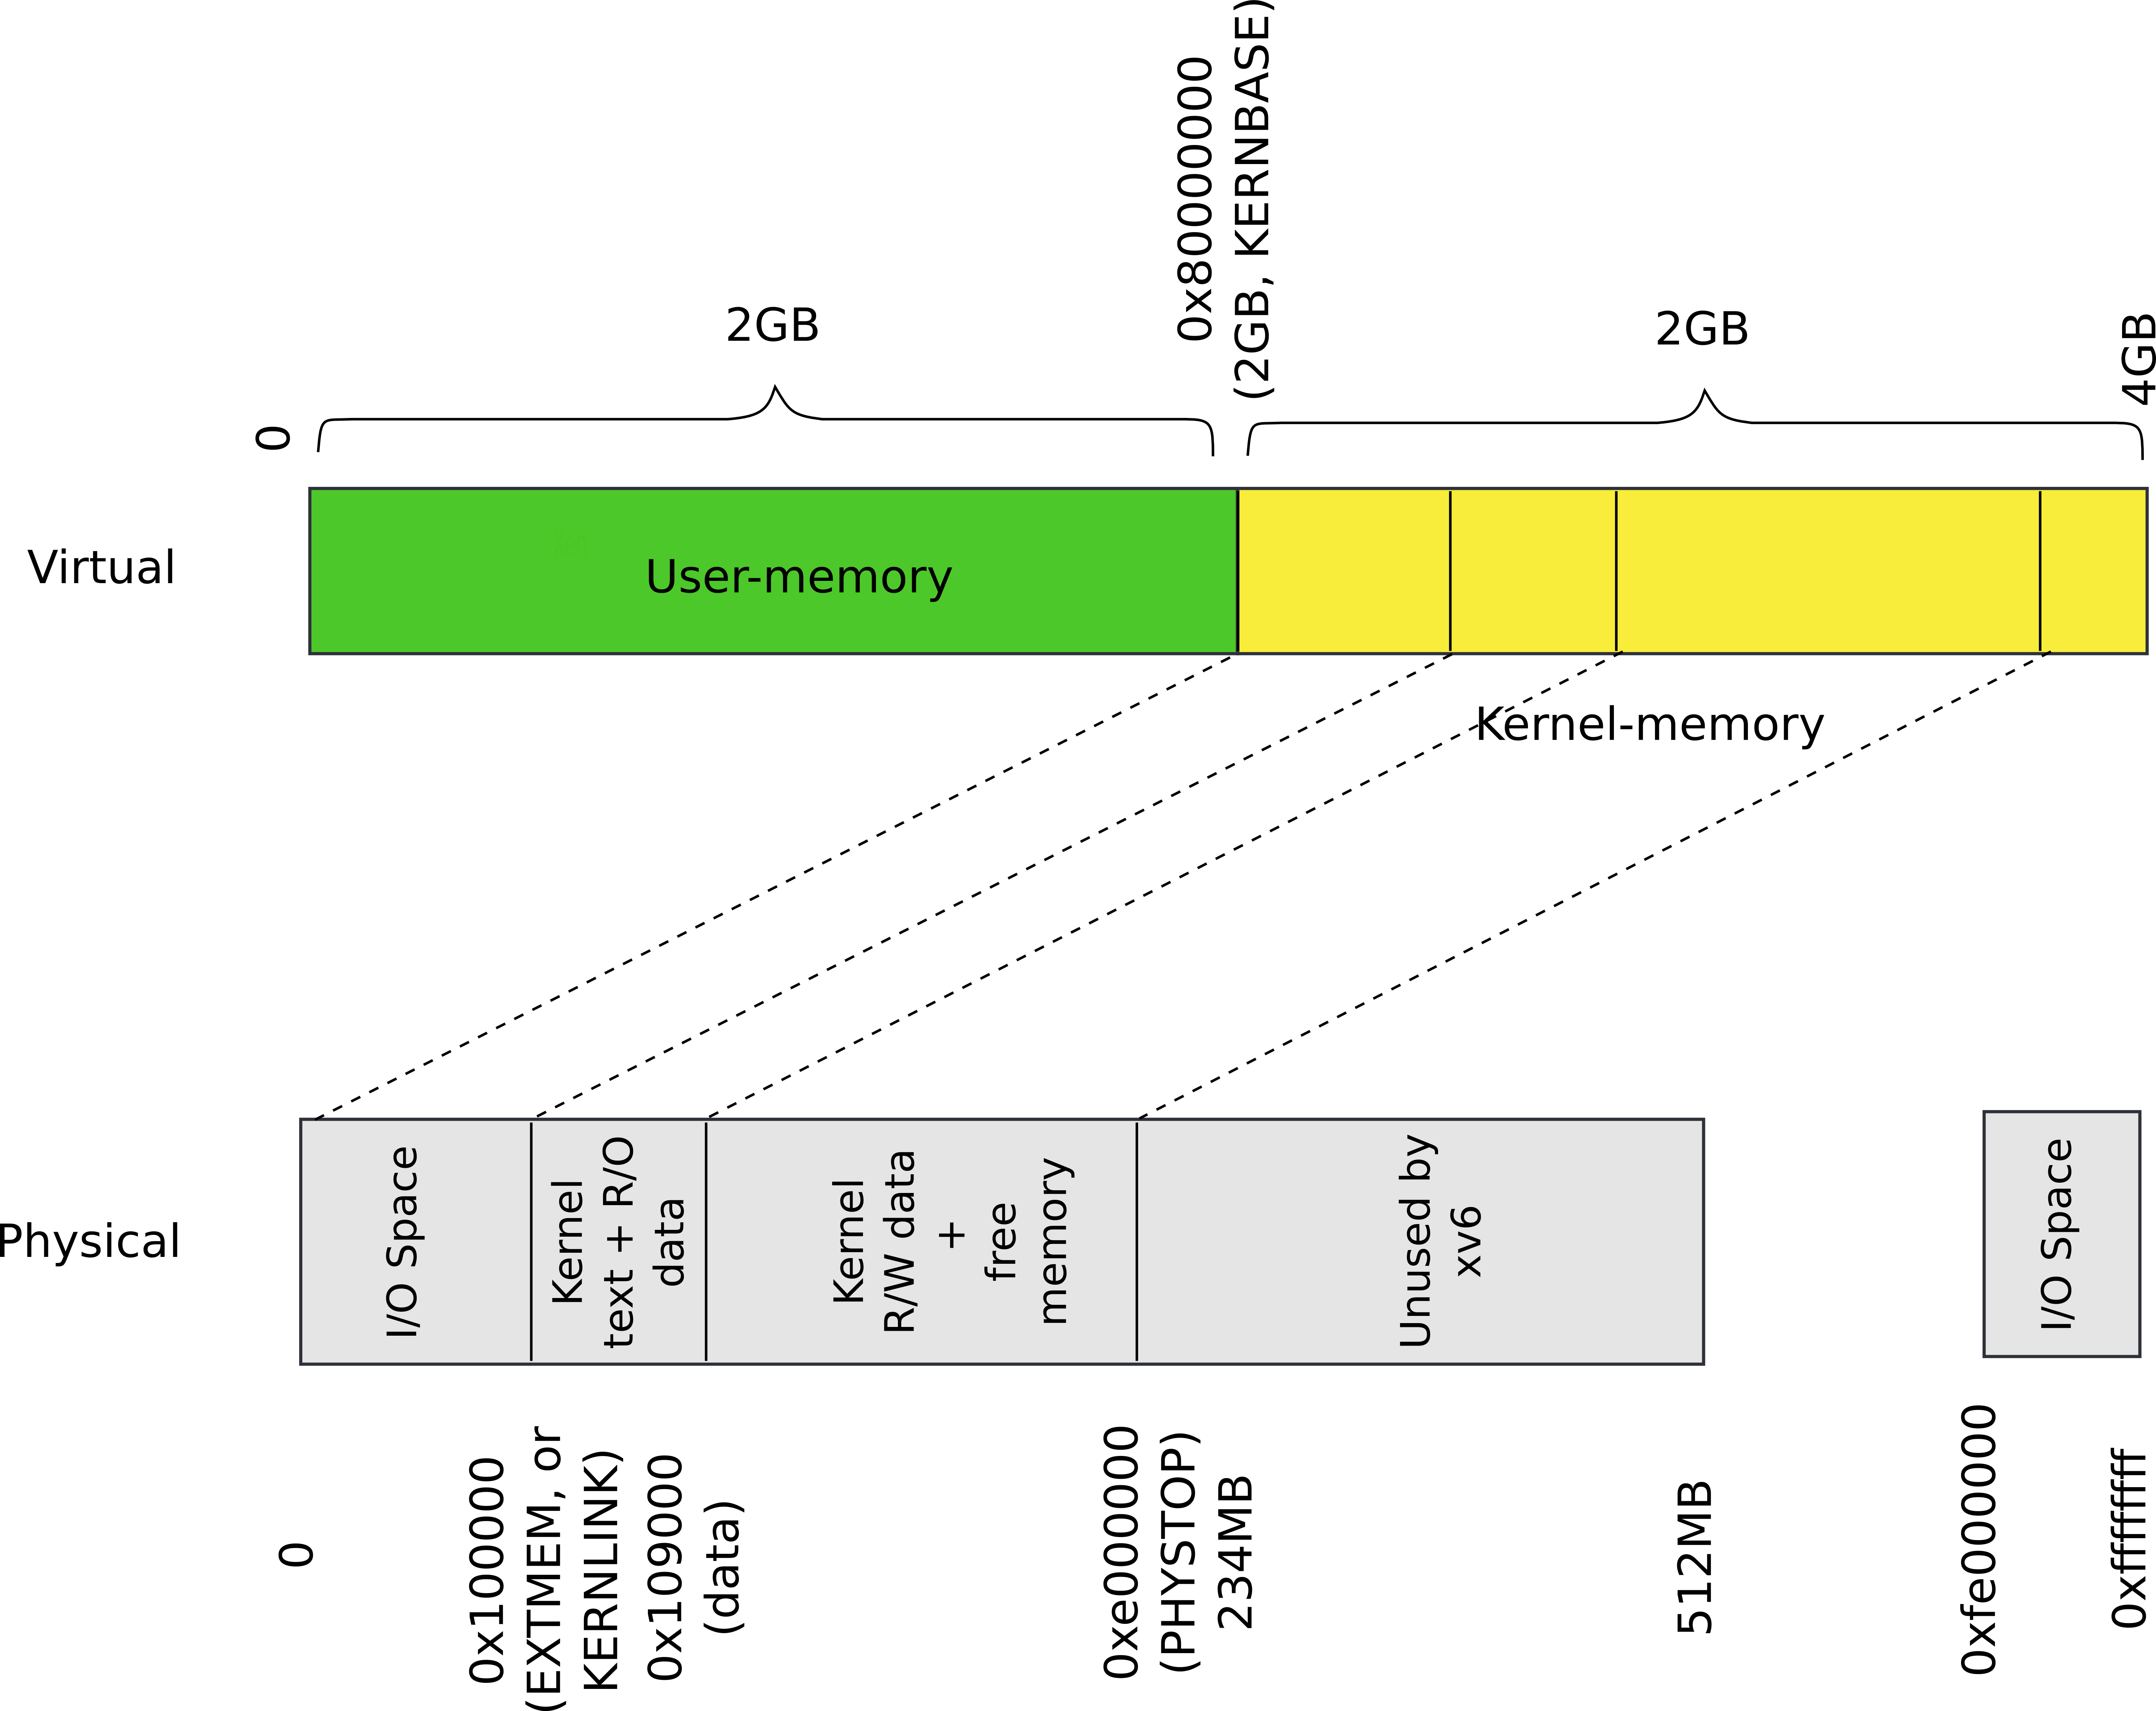 0
2GB
0x80000000
(2GB, KERNBASE)
2GB
4GB
Virtual
User-memory
Kernel-memory
Physical
I/O Space
Kernel
text + R/O
data
Kernel
R/W data
+
free
memory
Unused by
xv6
I/O Space
0
0x100000
(EXTMEM, or
KERNLINK)
0x109000
(data)
0xe000000
(PHYSTOP)
234MB
512MB
0xfe000000
0xffffffff